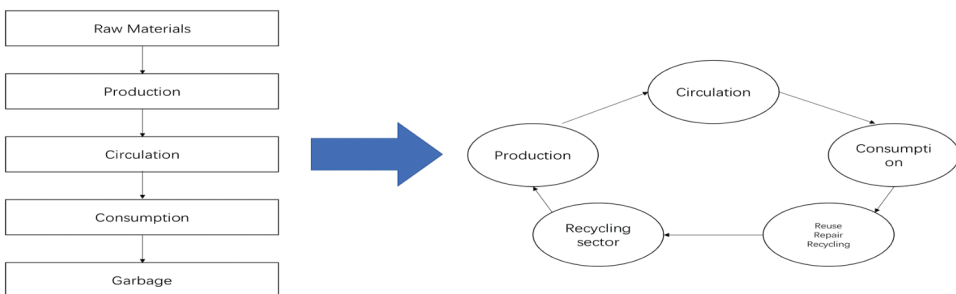 Raw Materials
Production
Circulation
Consumption
Garbage
Circulation
Production
Consumpti
on
Recycling
sector
Reuse
Repair
Recycling